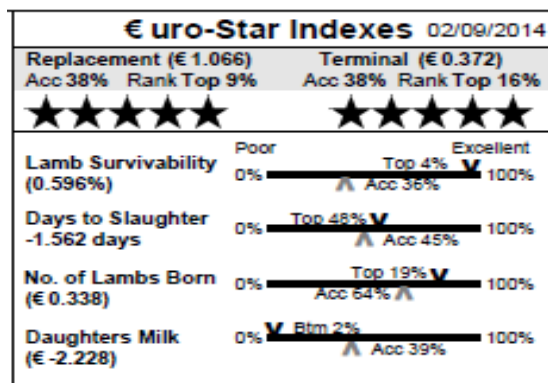 € uro-Star Indexes 02/09/2014
Replacement (€ 1.066) Terminal (€ 0.372)
Acc 38% Rank Top 9% Acc 38% Rank Top 16%
Poor Excellent
Lamb Survivability Top 4%
(0.596%) 0% 100%
Acc 36%
Days to Slaughter Top 48%
-1.562 days 0% 100%
Acc 45%
No. of Lambs Born Top 19%
(€ 0.338) 0% 100%
Acc 64%
Daughters Milk 0% Btm 2% 100%
(€ -2.228) Acc 39%